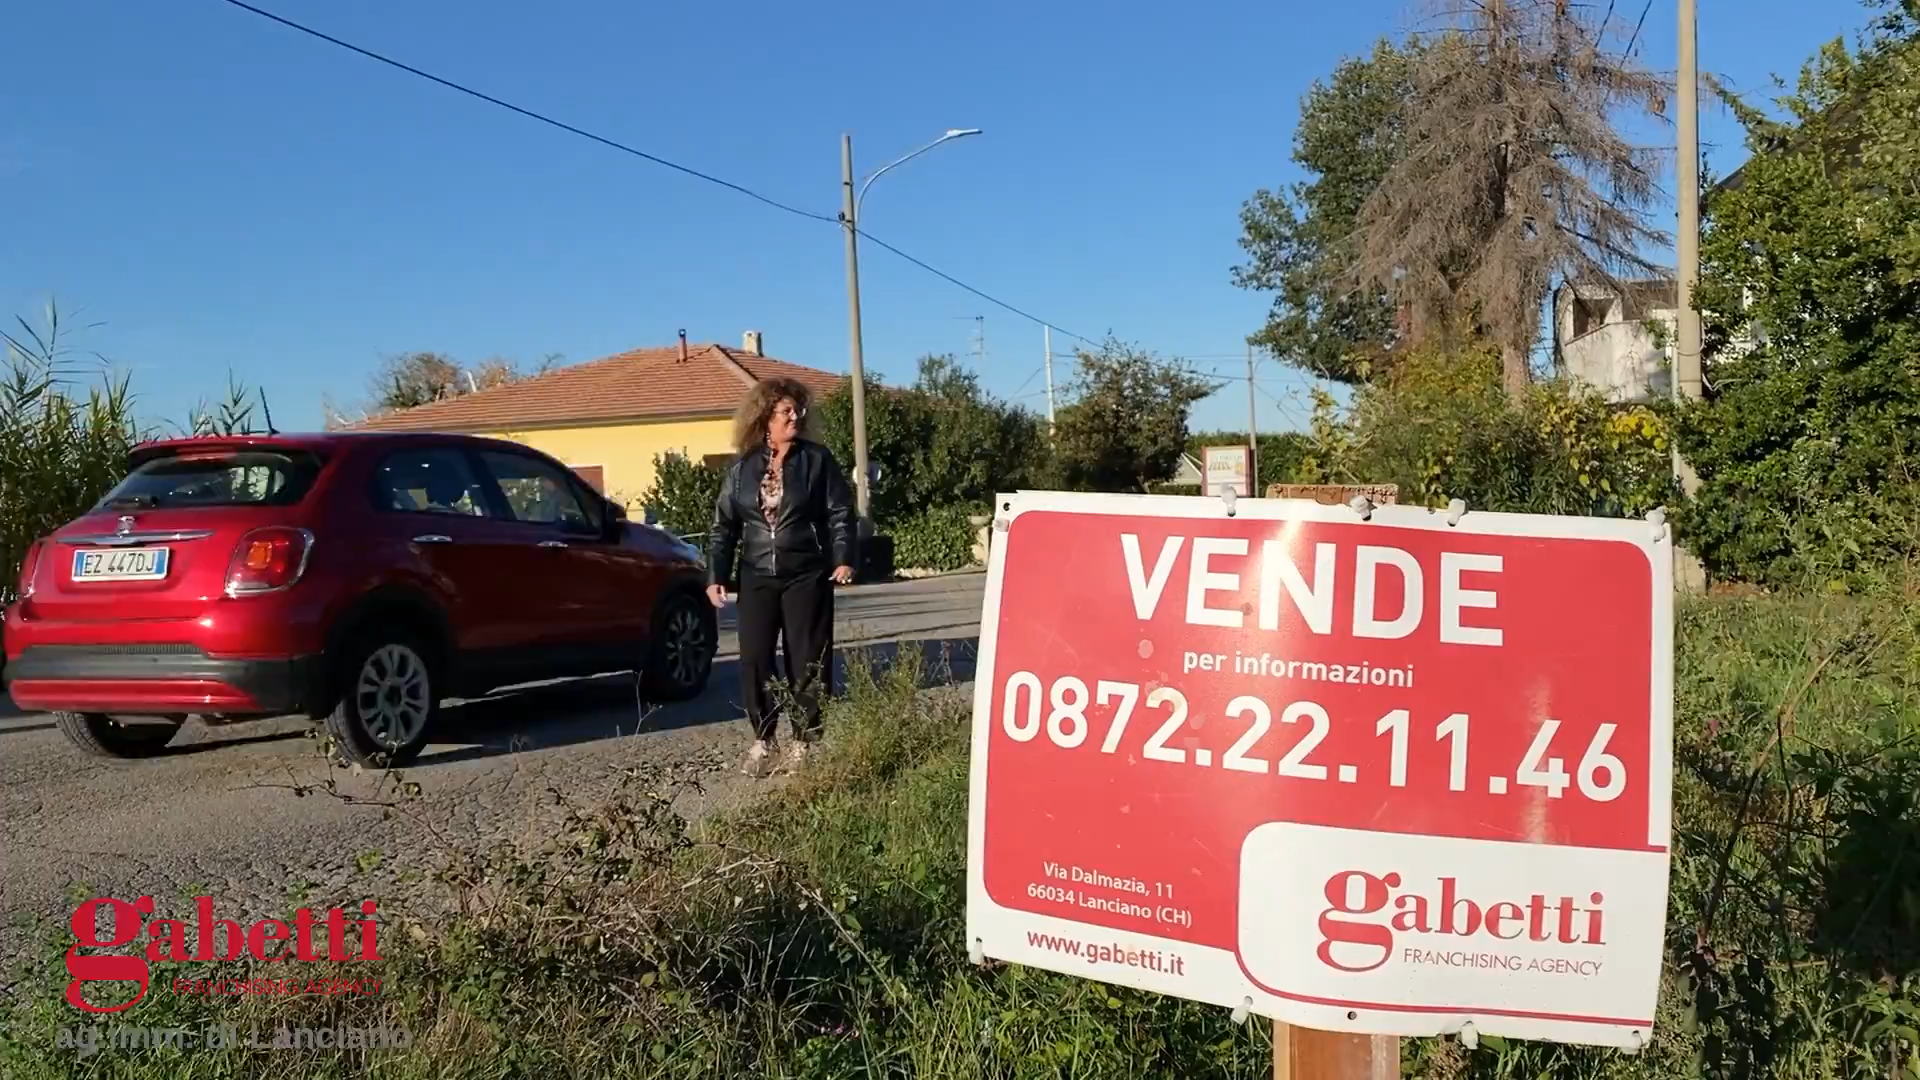 EZ 447DJ
VENDE
per informazioni
0872.22.11.46
Via Dalmazia, 11
66034 Lanciano (CH)
www.gabetti.it
gabetti
FRANCHISING AGENCY
gabetti
FRANCHISING AGENCY
ag.imm. di Lanciano